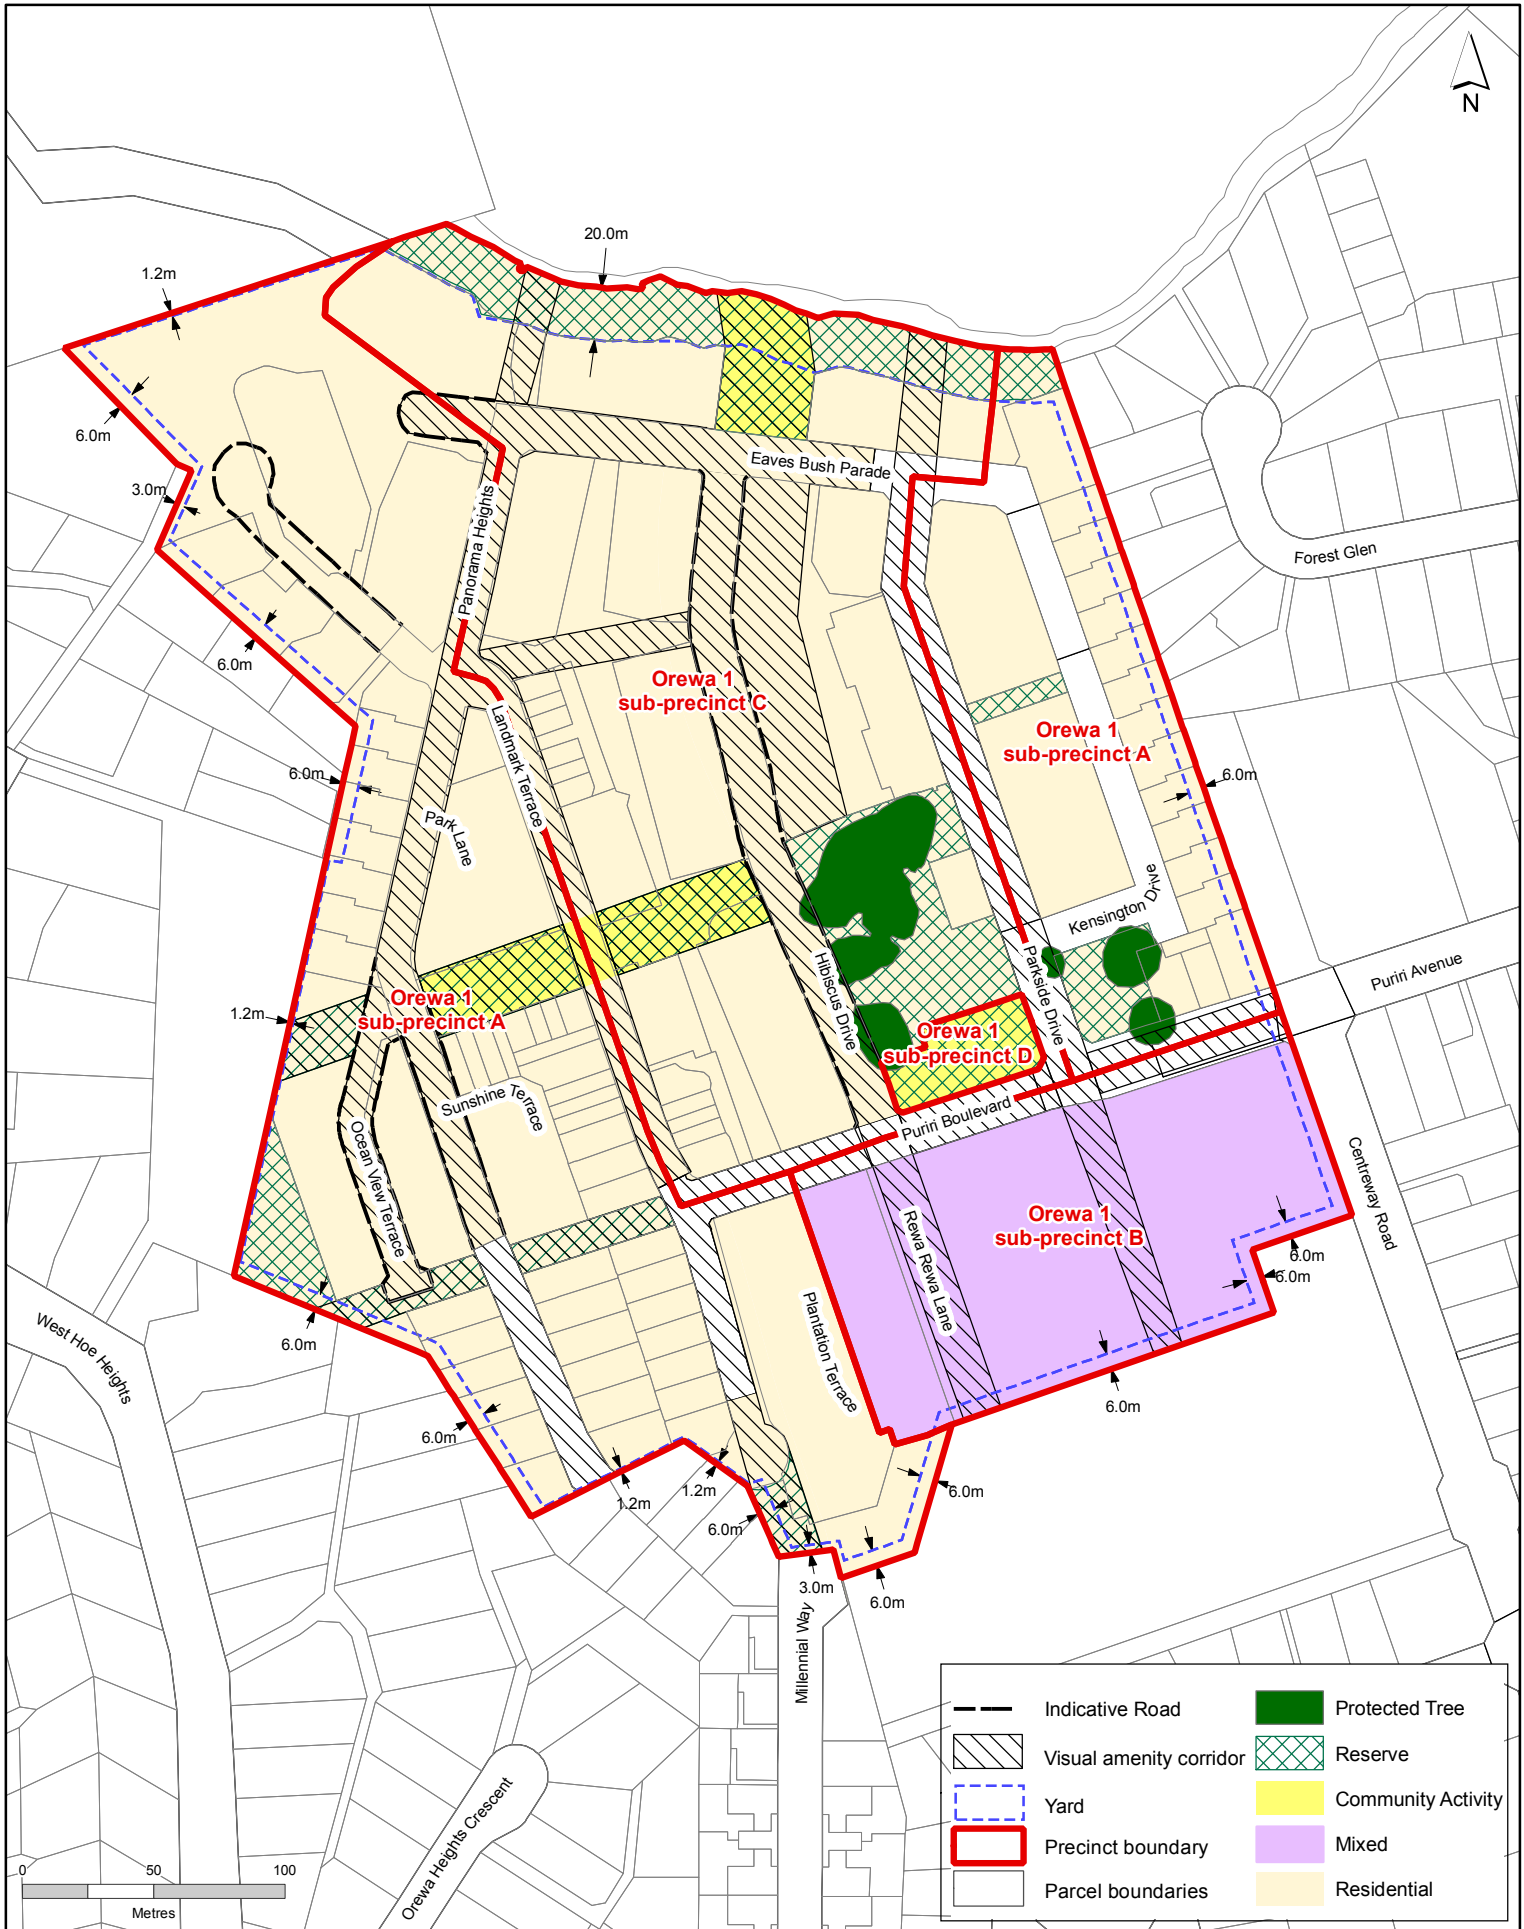 N
20.0m
1.2m
6.0m
3.0m
Eaves Bush Parade
Forest Glen
Panorama Heights
6.0m
Orewa 1
sub-precinct C
Landmark Terrace
Orewa 1
sub-precinct A
6.0m
6.0m
Park Lane
Kensington Drive
Puriri Avenue
Hibiscus Drive
Parkside Drive
Orewa 1
sub-precinct A
1.2m
Orewa 1
sub-precinct D
Sunshine Terrace
Puriri Boulevard
Ocean View Terrace
Centreway Road
Orewa 1
sub-precinct B
Rewa Rewa Lane
6.0m
6.0m
Plantation Terrace
6.0m
West Hoe Heights
6.0m
6.0m
1.2m
1.2m
6.0m
6.0m
3.0m
6.0m
Millennial Way
Orewa Heights Crescent
0 50 100
Metres
Indicative Road
Visual amenity corridor
Yard
Precinct boundary
Parcel boundaries
Protected Tree
Reserve
Community Activity
Mixed
Residential